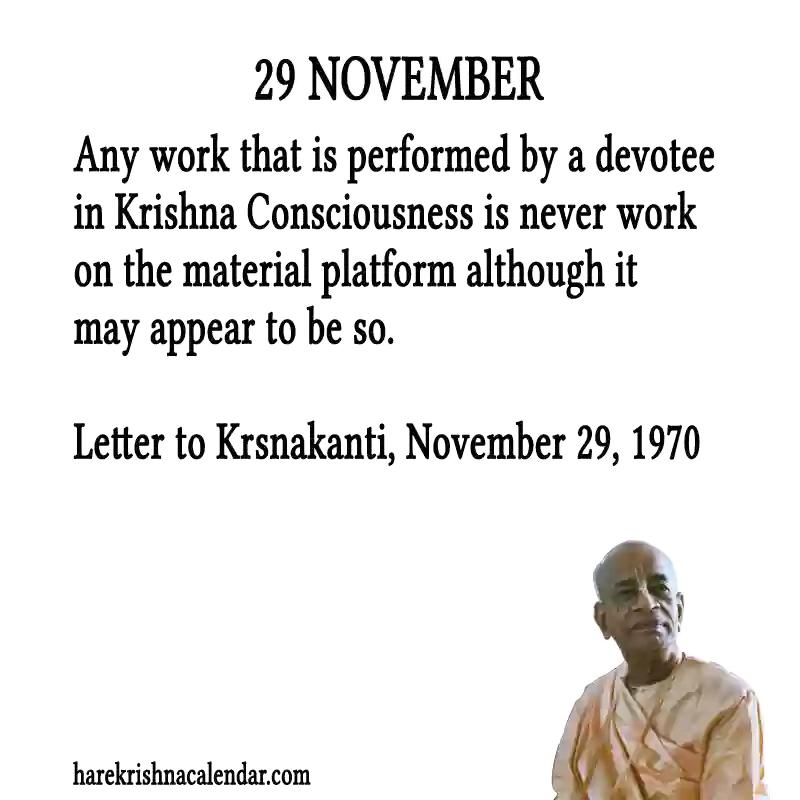 29 NOVEMBER
Any work that is performed by a devotee
in Krishna Consciousness is never work
on the material platform although it
may appear to be so.
Letter to Krsnakanti, November 29, 1970
harekrishnacalendar.com